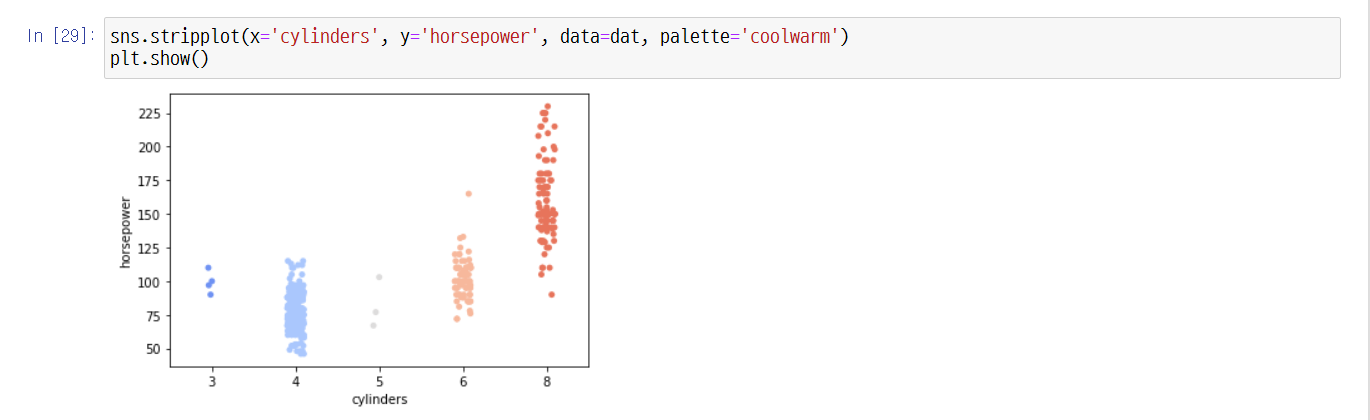 In [29]: sns.stripplot(x='cylinders', y='horsepower', data=dat, palette='coolwarm')
plt.show()
225
200
175
150
125
100
75
50
horsepower
3 4 5 6 8
cylinders